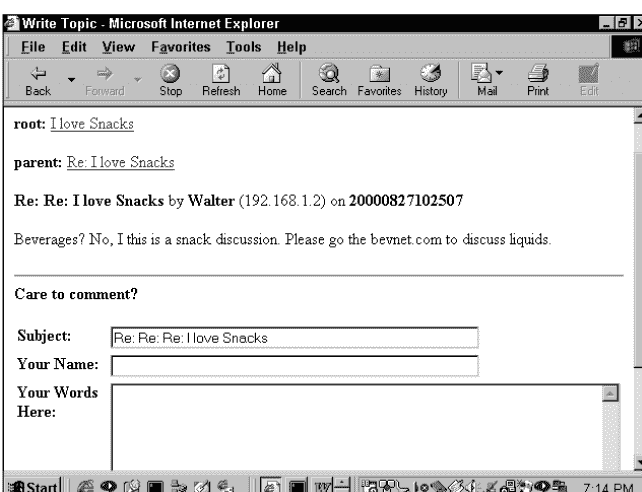 Write Topic - Microsoft Internet Explorer
File Edit View Favorites Tools Help
Back Forward Stop Refresh Home Search Favorites History Mail Print Edit
root: I love Snacks
parent: Re: I love Snacks
Re: Re: I love Snacks by Walter (192.168.1.2) on 20000827102507
Beverages? No, I this is a snack discussion. Please go the bevnet.com to discuss liquids.
Care to comment?
Subject: Re: Re: Re: I love Snacks
Your Name:
Your Words
Here:
Start 7:14 PM